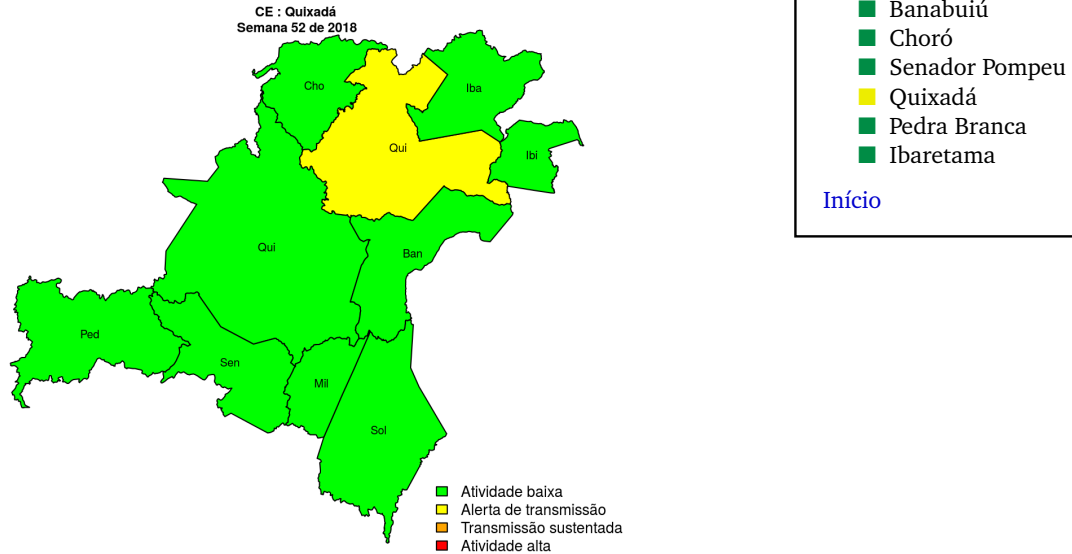 CE : Quixadá
Semana 52 de 2018
Cho
Iba
Qui
Ibi
Qui
Ban
Ped
Sen
Mil
Sol
Atividade baixa
Alerta de transmissão
Transmissão sustentada
Atividade alta
Banabuiú
Choró
Senador Pompeu
Quixadá
Pedra Branca
Ibaretama
Início